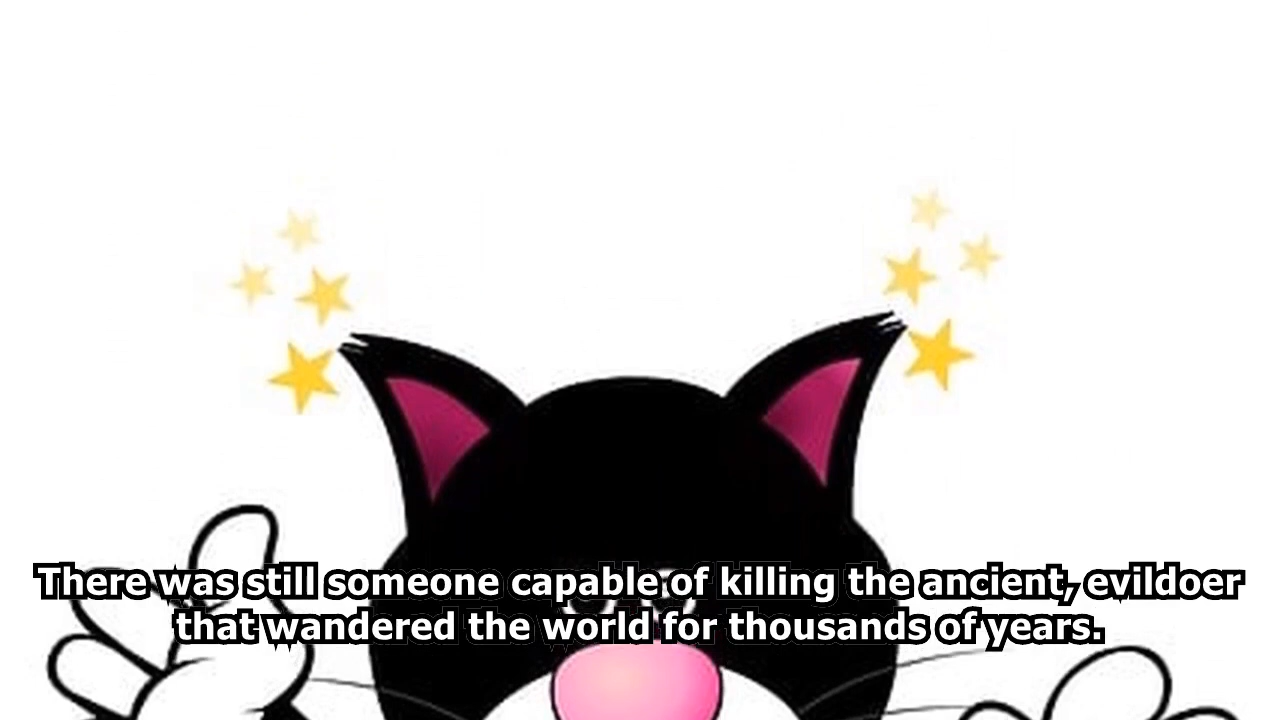 There was still someone capable of killing the ancient, evildoer
that wandered the world for thousands of years.